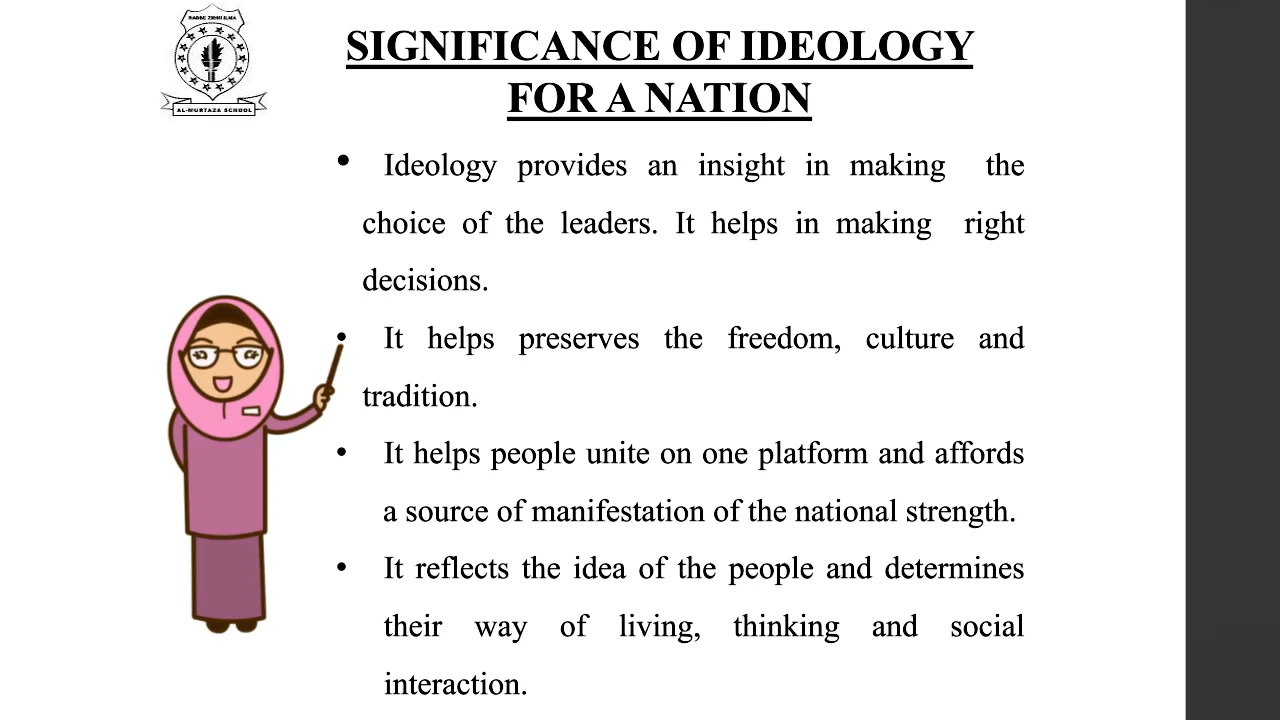 RABBE ZIDNI ILMA
AL-MURTAZA SCHOOL
SIGNIFICANCE OF IDEOLOGY
FOR A NATION
• Ideology provides an insight in making the
choice of the leaders. It helps in making right
decisions.
• It helps preserves the freedom, culture and
tradition.
• It helps people unite on one platform and affords
a source of manifestation of the national strength.
• It reflects the idea of the people and determines
their way of living, thinking and social
interaction.